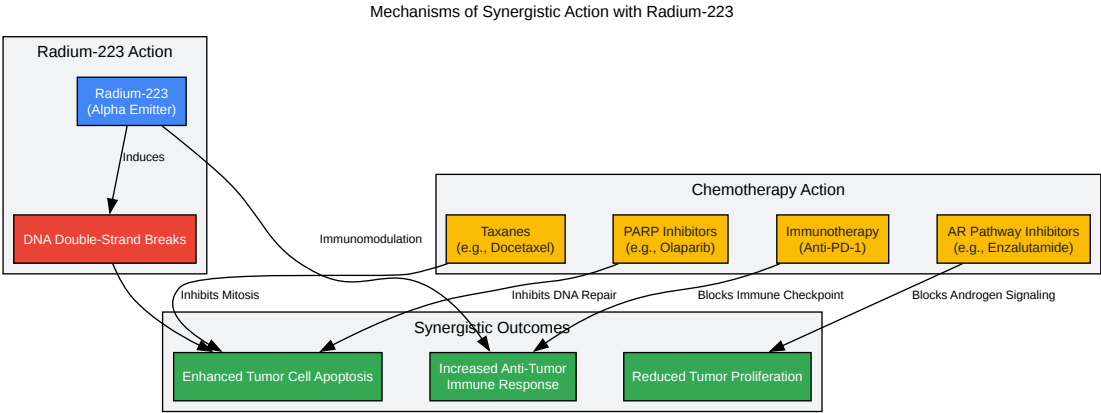 Mechanisms of Synergistic Action with Radium-223
Radium-223 Action
Radium-223
(Alpha Emitter)
Induces
DNA Double-Strand Breaks
Chemotherapy Action
Taxanes
(e.g., Docetaxel)
PARP Inhibitors
(e.g., Olaparib)
Immunotherapy
(Anti-PD-1)
AR Pathway Inhibitors
(e.g., Enzalutamide)
Immunomodulation
Inhibits Mitosis
Inhibits DNA Repair
Blocks Immune Checkpoint
Blocks Androgen Signaling
Synergistic Outcomes
Enhanced Tumor Cell Apoptosis
Increased Anti-Tumor
Immune Response
Reduced Tumor Proliferation